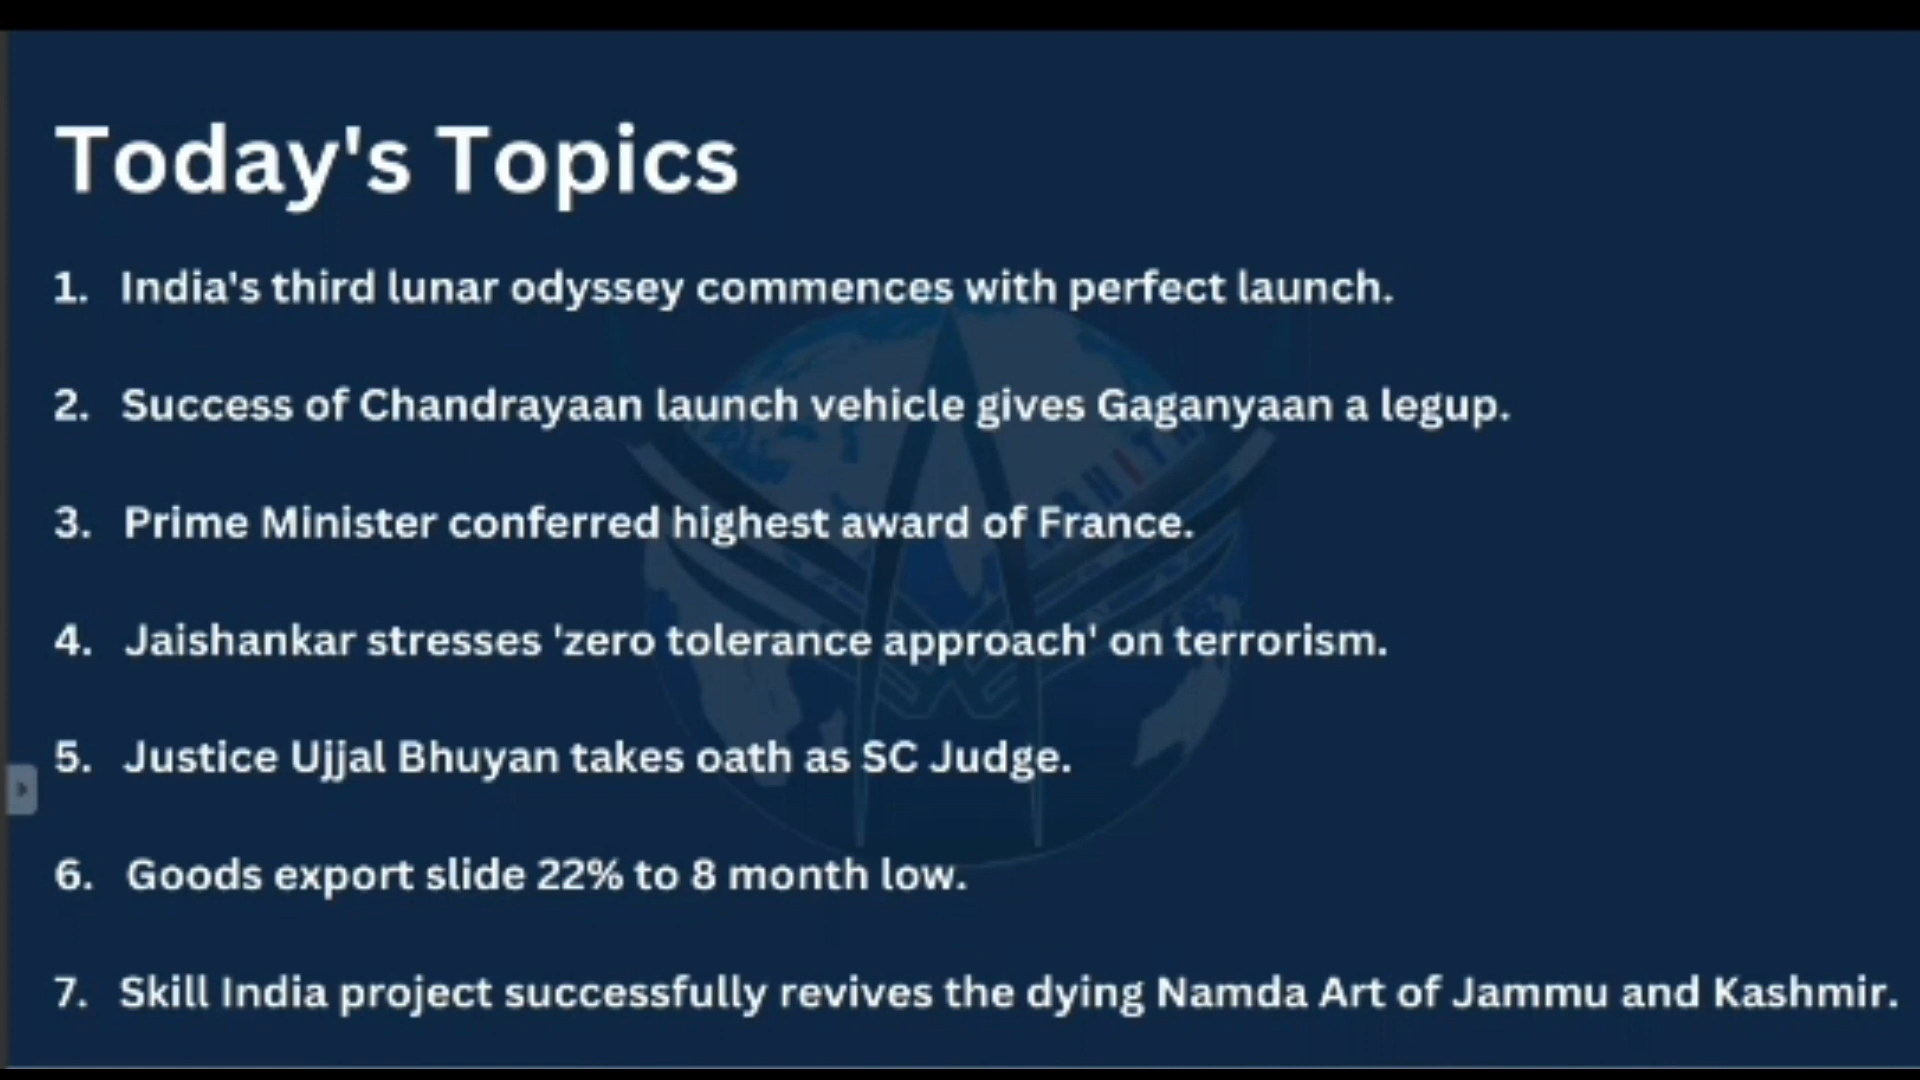 Today's Topics
1. India's third lunar odyssey commences with perfect launch.
2. Success of Chandrayaan launch vehicle gives Gaganyaan a legup.
3. Prime Minister conferred highest award of France.
4. Jaishankar stresses 'zero tolerance approach' on terrorism.
5. Justice Ujjal Bhuyan takes oath as SC Judge.
6. Goods export slide 22% to 8 month low.
7. Skill India project successfully revives the dying Namda Art of Jammu and Kashmir.